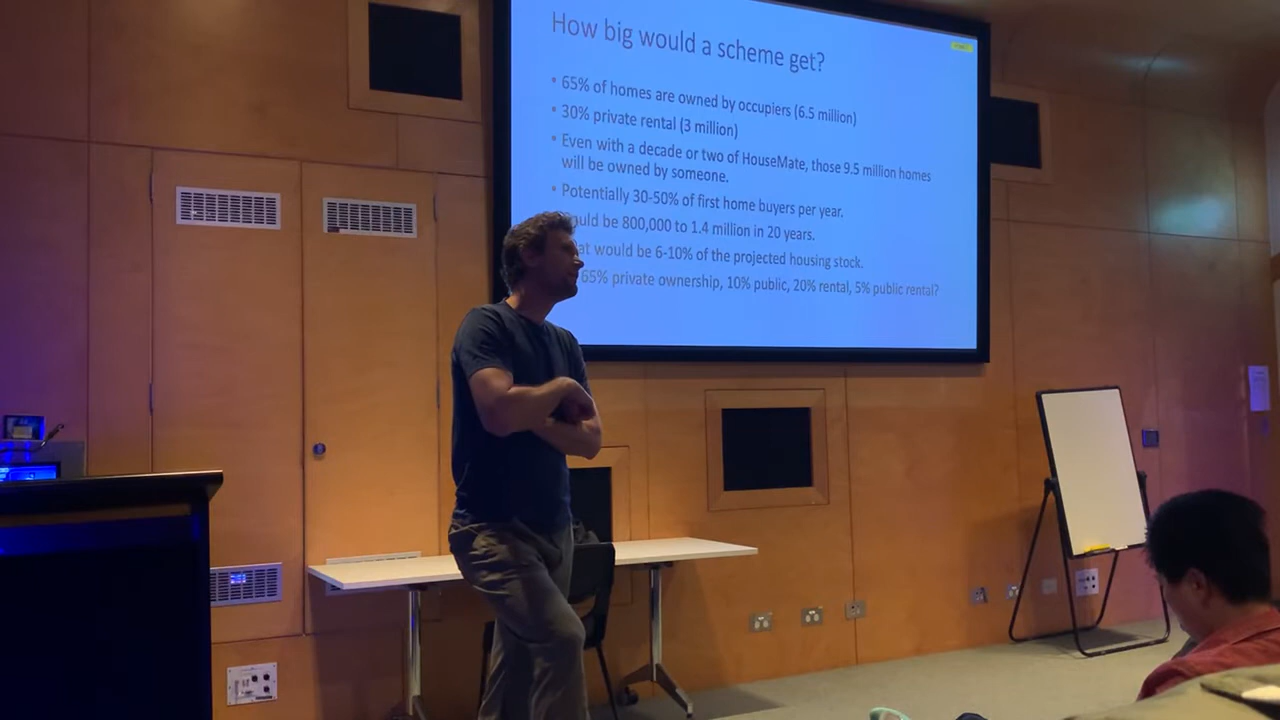 How big would a scheme get?
• 65% of homes are owned by occupiers (6.5 million)
• 30% private rental (3 million)
• Even with a decade or two of HouseMate, those 9.5 million homes
will be owned by someone.
• Potentially 30-50% of first home buyers per year.
be 800,000 to 1.4 million in 20 years.
would be 6-10% of the projected housing stock.
65% private ownership, 10% public, 20% rental, 5% public rental?